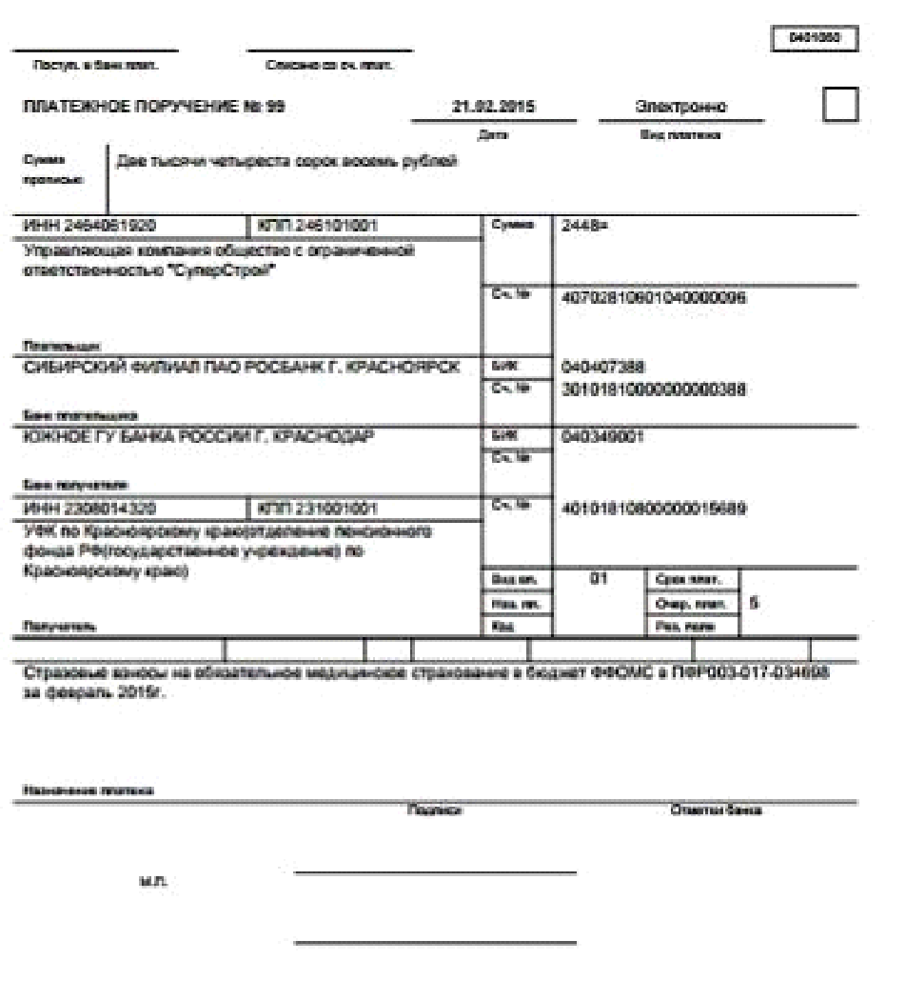 0401060
Поступ. в банк плат.
Списано со сч. плат.
ПЛАТЕЖНОЕ ПОРУЧЕНИЕ № 99
21.02.2015
Электронно
Дата
Вид платежа
Сумма прописью
Две тысячи четыреста сорок восемь рублей
ИНН 2464061920
КПП 246101001
Сумма
2448=
Управляющая компания общество с ограниченной
ответственностью "СуперСтрой"
Сч. №
40702810601040000096
Плательщик
СИБИРСКИЙ ФИЛИАЛ ПАО РОСБАНК Г. КРАСНОЯРСК
БИК
040407388
Сч. №
30101810000000000388
Банк плательщика
ЮЖНОЕ ГУ БАНКА РОССИИ Г. КРАСНОДАР
БИК
040349001
Сч. №
Банк получателя
ИНН 2308014320
КПП 231001001
Сч. №
40101810800000015689
УФК по Красноярскому краю(отделение пенсионного
фонда РФ(государственное учреждение) по
Красноярскому краю)
Вид оп.
01
Срок плат.
Наз. пл.
Очер. плат.
5
Получатель
Код
Рез. поле
Стразовые взносы на обязательное медицинское страхование в бюджет ФФОМС в ПФР003-017-034698
за февраль 2015г.
Назначение платежа
Подписи
Отметки банка
М.П.